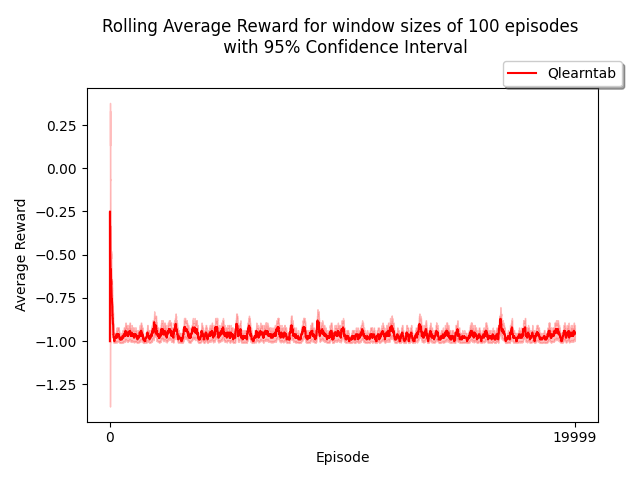 Rolling Average Reward for window sizes of 100 episodes
with 95% Confidence Interval
Qlearntab
0.25
0.00
−0.25
−0.50
−0.75
−1.00
−1.25
Average Reward
0
19999
Episode